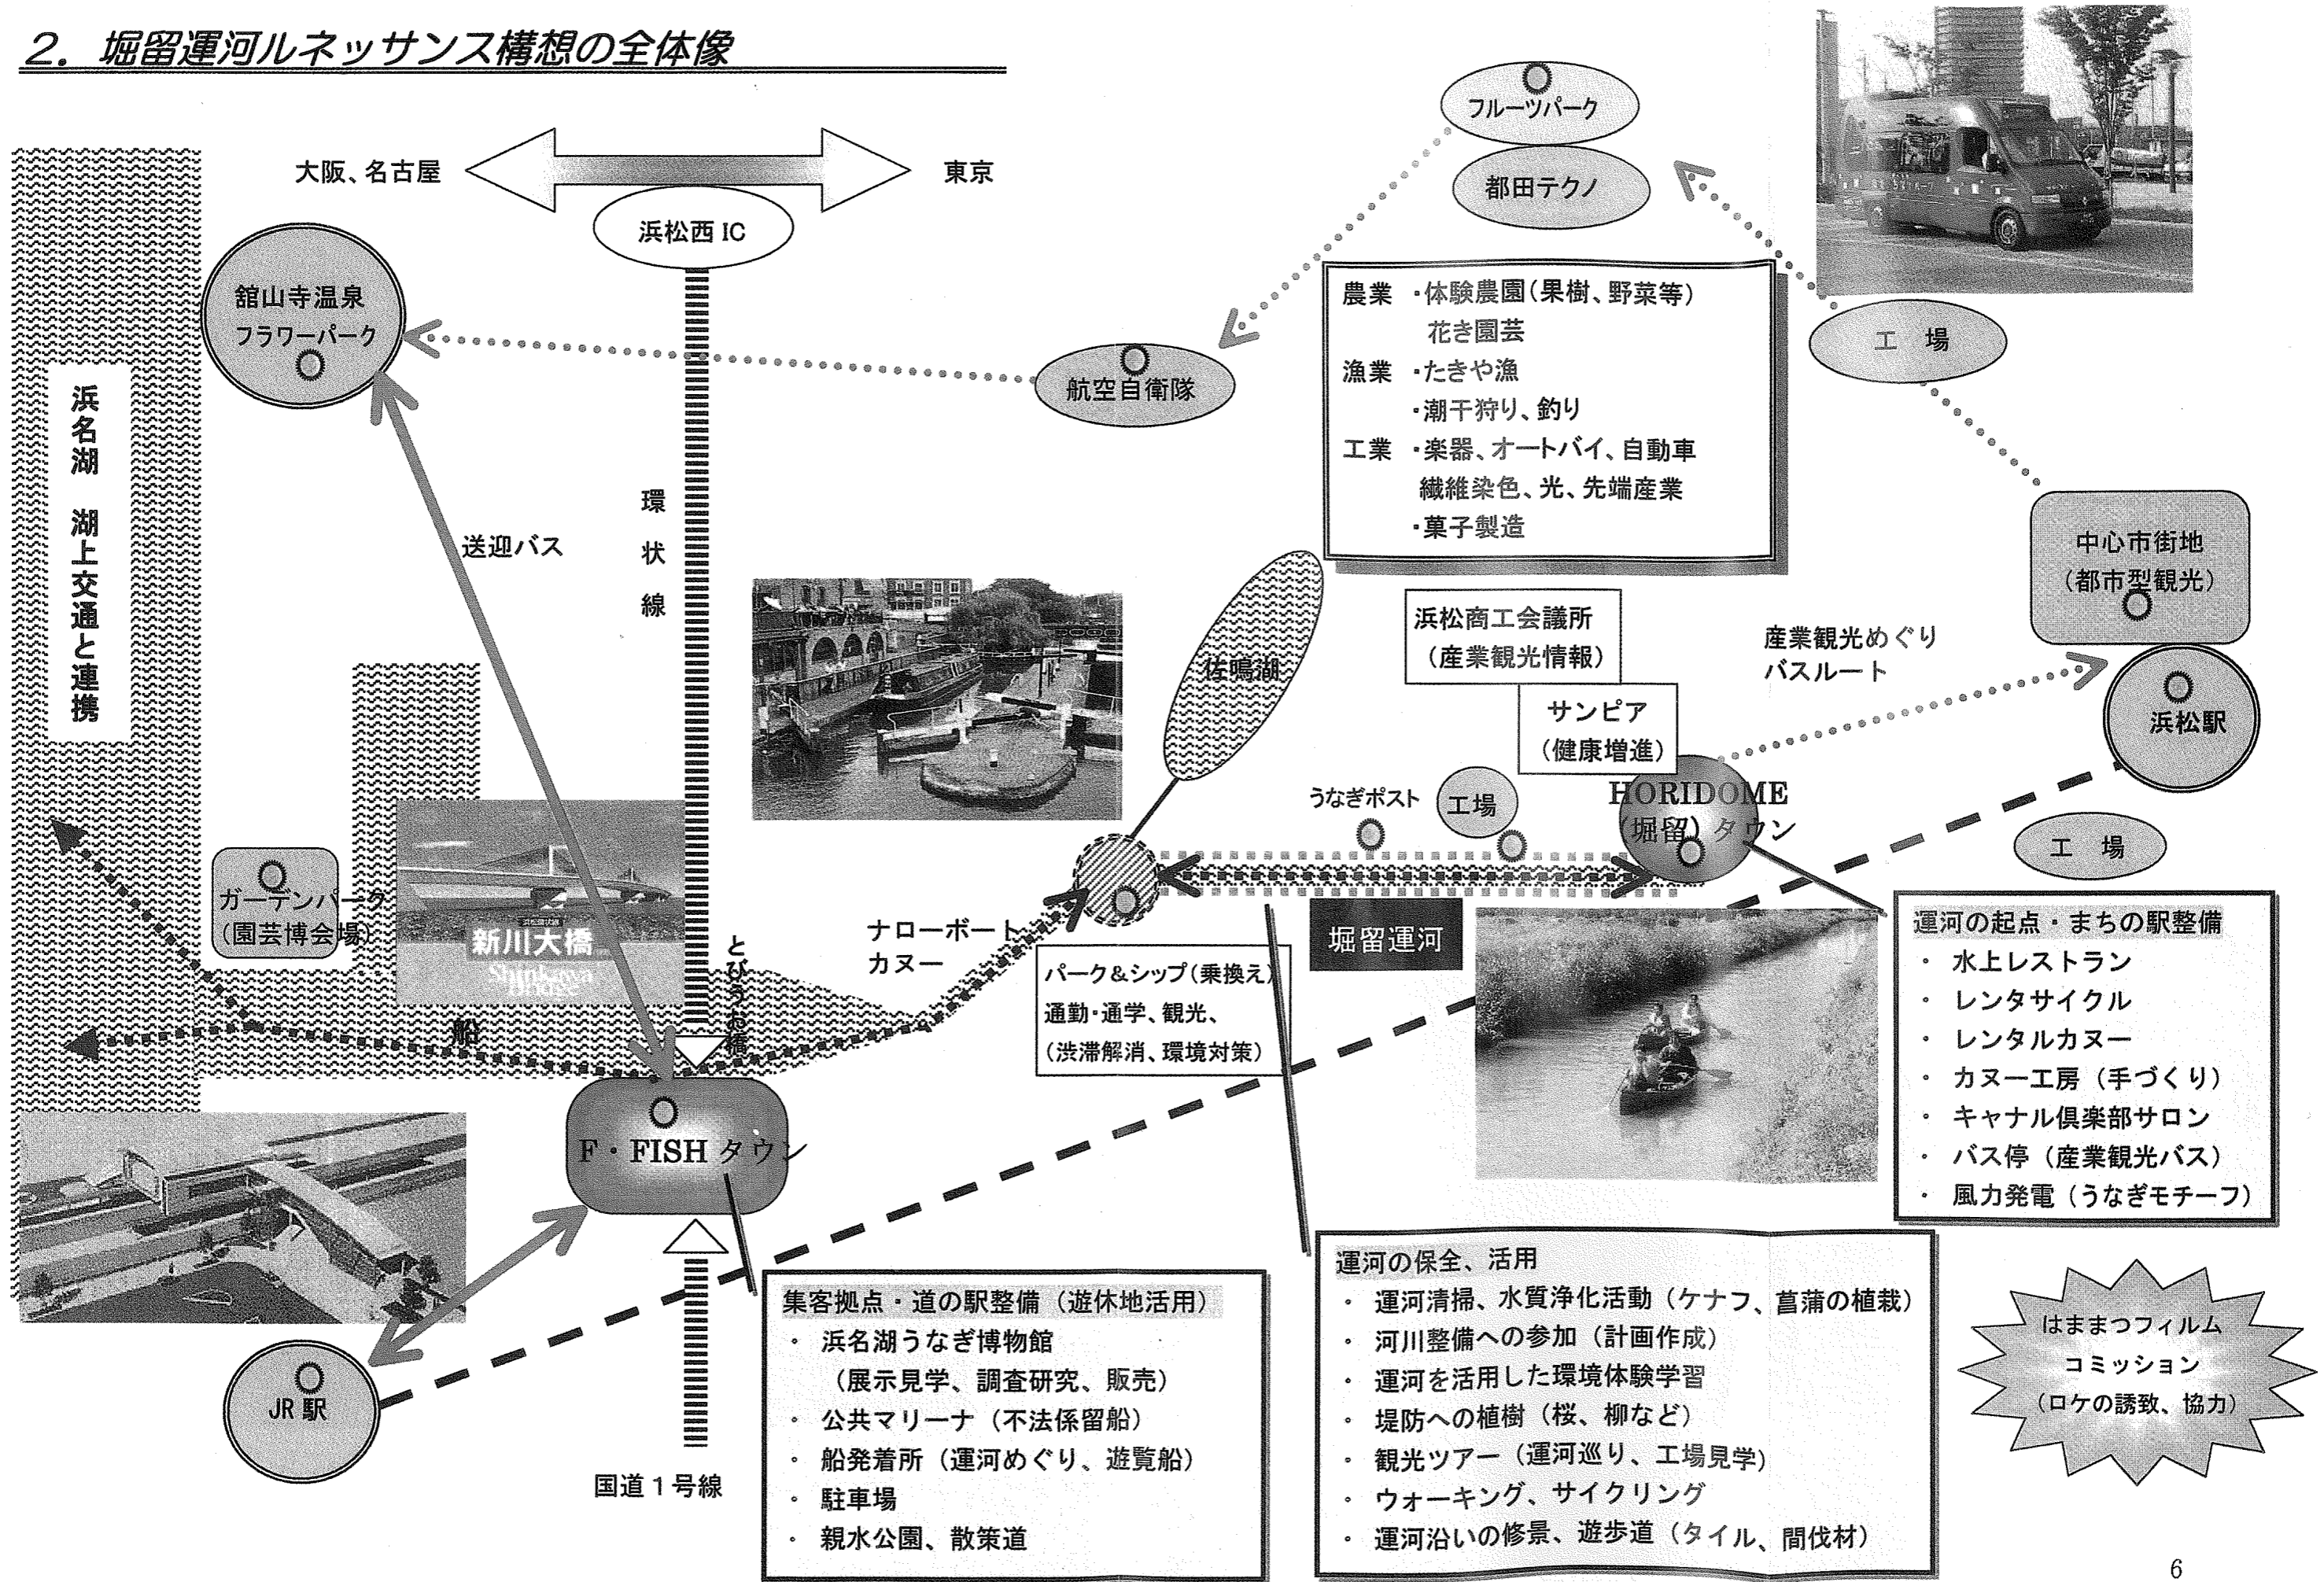 2．堀留運河ルネッサンス構想の全体像
大阪、名古屋
東京
浜松西 IC
フルーツパーク
都田テクノ
舘山寺温泉
フラワーパーク
航空自衛隊
農業 ・体験農園（果樹、野菜等）
花き園芸
漁業 ・たきや漁
・潮干狩り、釣り
工業 ・楽器、オートバイ、自動車
繊維染色、光、先端産業
・菓子製造
工　場
中心市街地
（都市型観光）
浜松駅
浜名湖　湖上交通と連携
送迎バス
環状線
佐鳴湖
浜松商工会議所
（産業観光情報）
サンピア
（健康増進）
産業観光めぐり
バスルート
うなぎポスト
工場
HORIDOME
（堀留）タウン
工　場
ガーデンパーク
（園芸博会場）
新川大橋
Shinkawa
Bridge
とびうお橋
船
ナローボート
カヌー
パーク＆シップ（乗換え）
通勤・通学、観光、
（渋滞解消、環境対策）
堀留運河
運河の起点・まちの駅整備
・ 水上レストラン
・ レンタサイクル
・ レンタルカヌー
・ カヌー工房（手づくり）
・ キャナル倶楽部サロン
・ バス停（産業観光バス）
・ 風力発電（うなぎモチーフ）
F・FISH タウン
JR 駅
国道１号線
集客拠点・道の駅整備（遊休地活用）
・ 浜名湖うなぎ博物館
（展示見学、調査研究、販売）
・ 公共マリーナ（不法係留船）
・ 船発着所（運河めぐり、遊覧船）
・ 駐車場
・ 親水公園、散策道
運河の保全、活用
・ 運河清掃、水質浄化活動（ケナフ、菖蒲の植栽）
・ 河川整備への参加（計画作成）
・ 運河を活用した環境体験学習
・ 堤防への植樹（桜、柳など）
・ 観光ツアー（運河巡り、工場見学）
・ ウォーキング、サイクリング
・ 運河沿いの修景、遊歩道（タイル、間伐材）
はままつフィルム
コミッション
（ロケの誘致、協力）
6